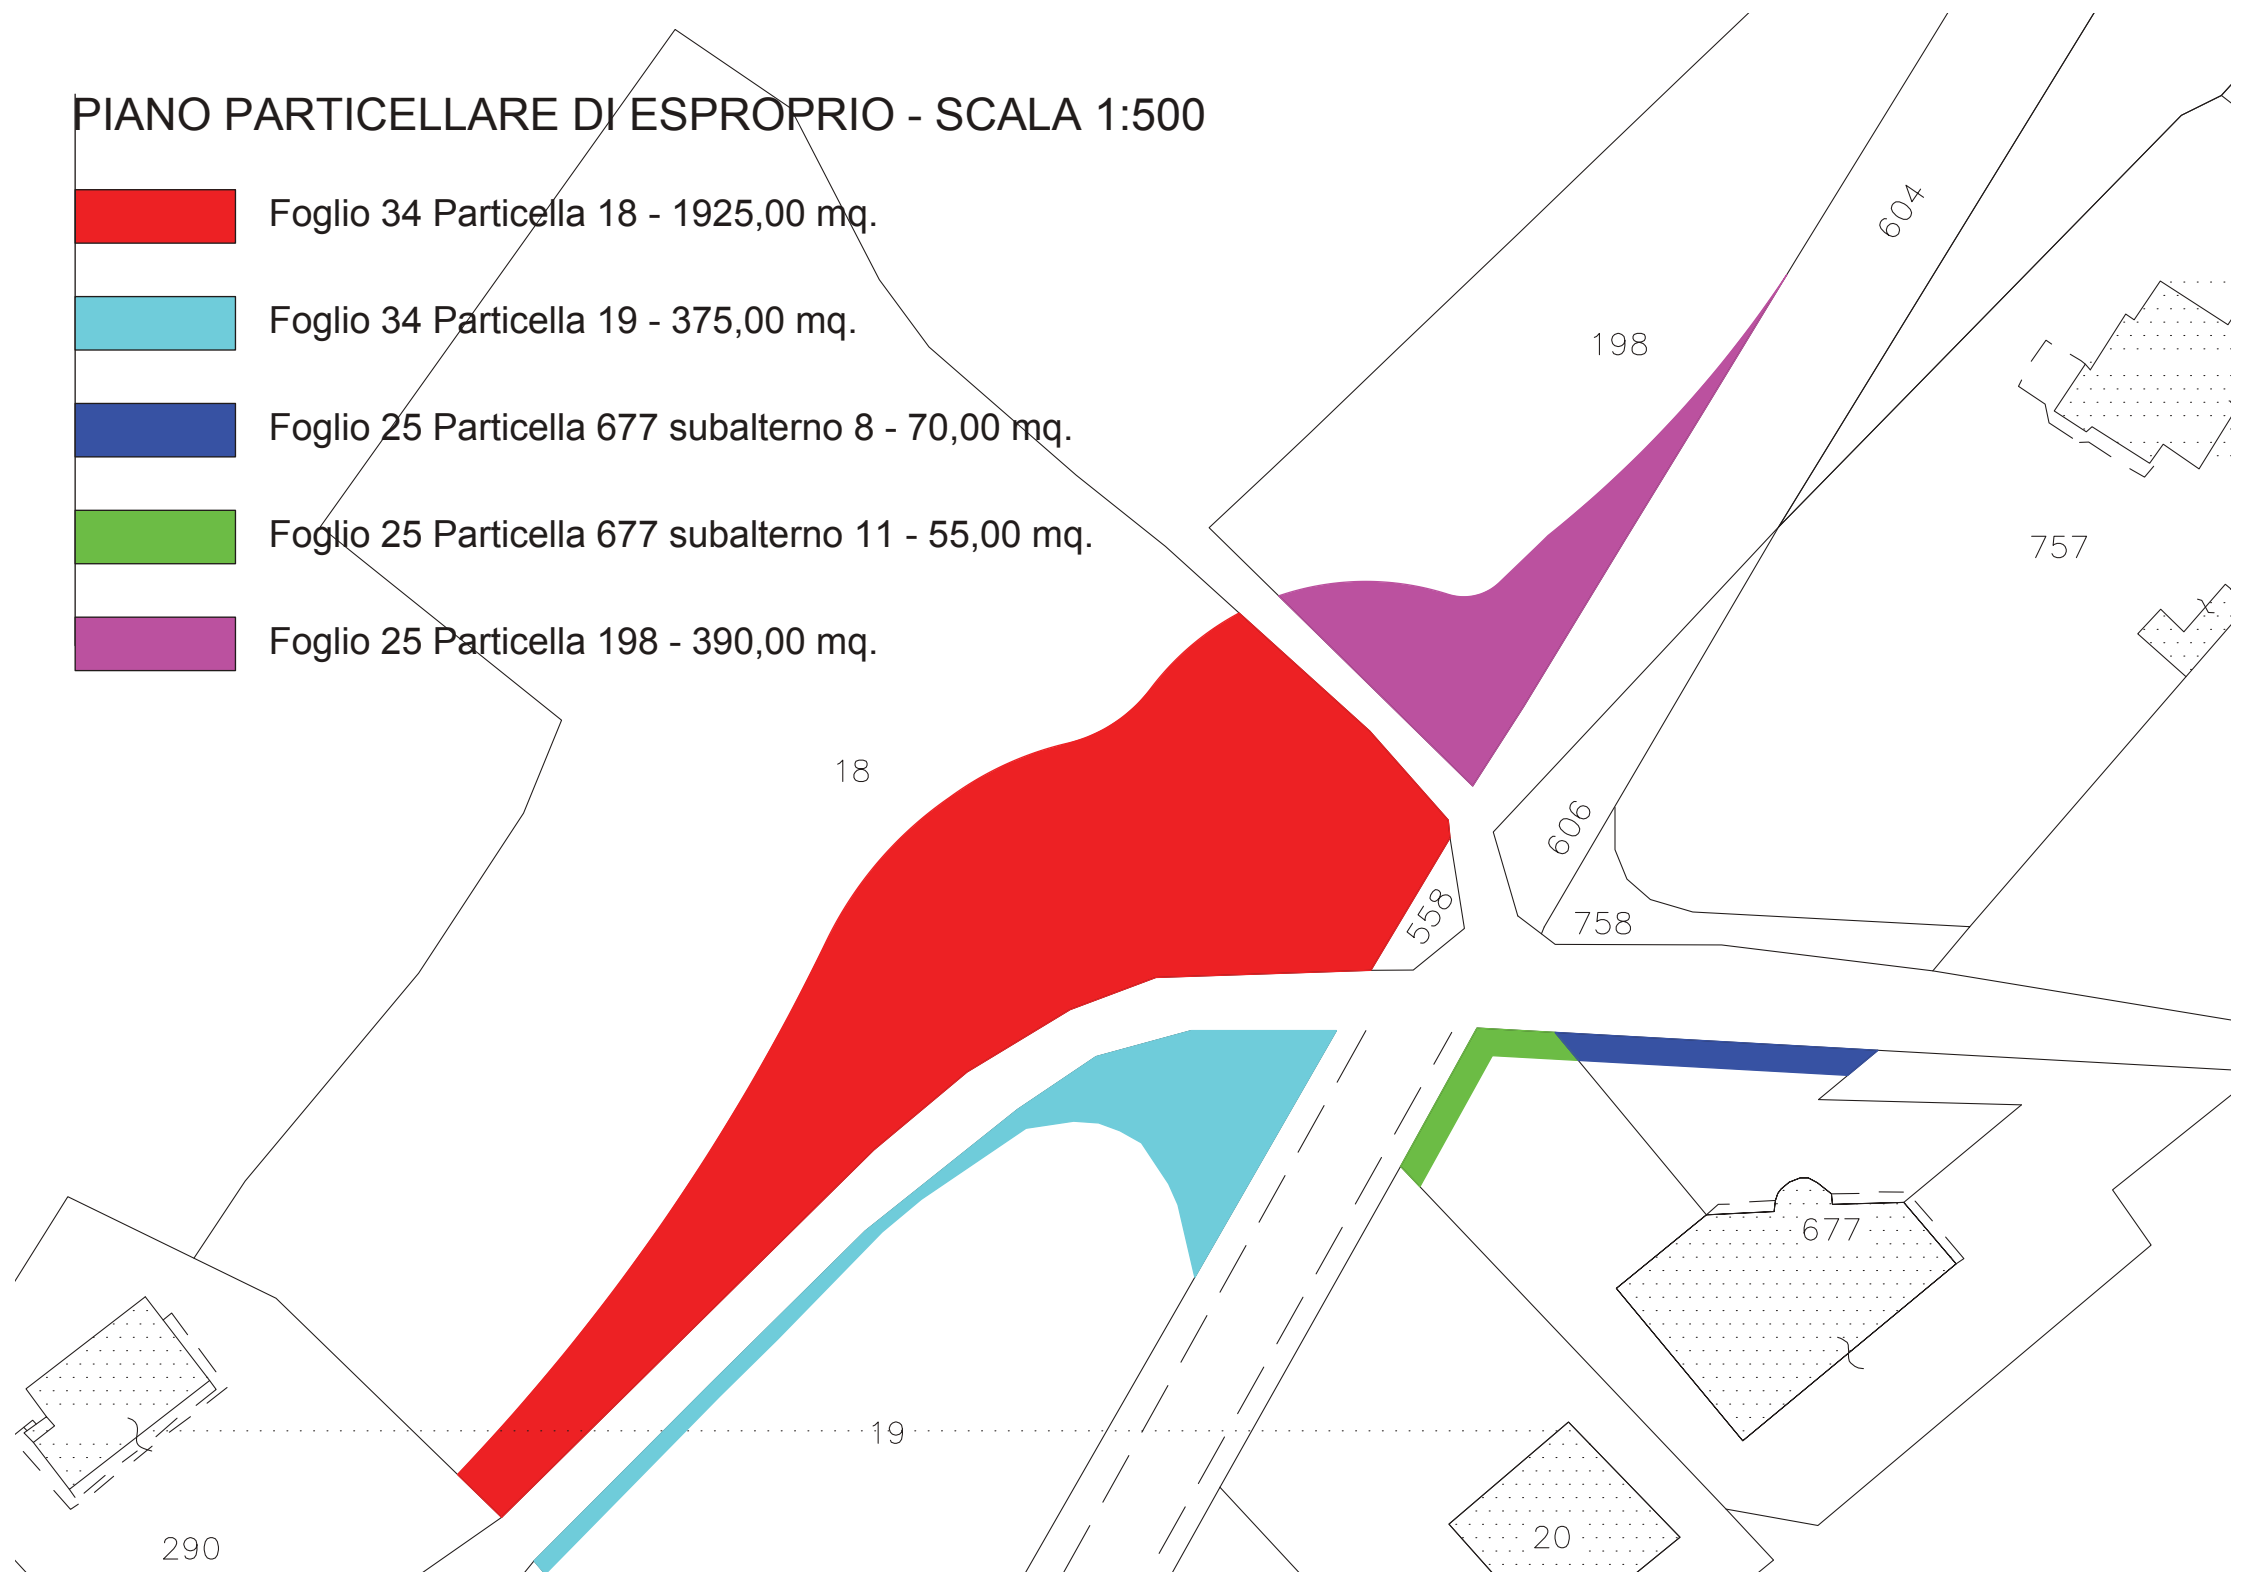 PIANO PARTICELLARE DI ESPROPRIO - SCALA 1:500
Foglio 34 Particella 18 - 1925,00 mq.
Foglio 34 Particella 19 - 375,00 mq.
Foglio 25 Particella 677 subalterno 8 - 70,00 mq.
Foglio 25 Particella 677 subalterno 11 - 55,00 mq.
Foglio 25 Particella 198 - 390,00 mq.
604
198
757
18
606
558
758
677
19
290
20